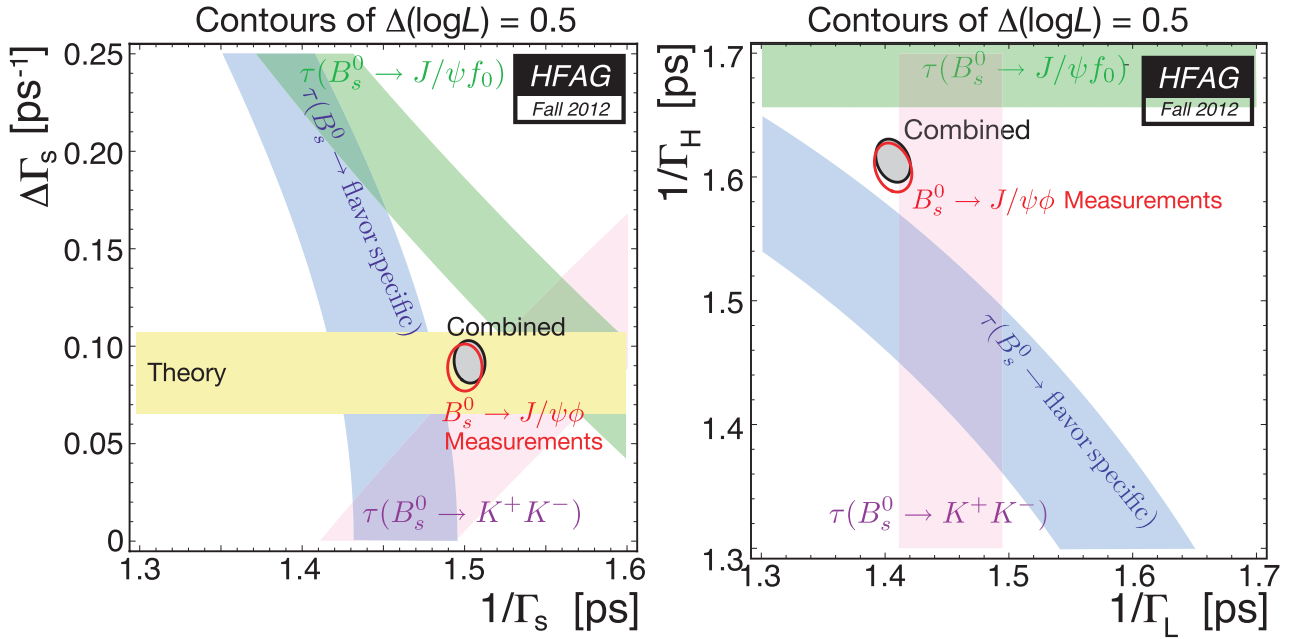 Contours of Δ(logL) = 0.5
ΔΓs [ps-1]
0.25
0.20
0.15
0.10
0.05
0
τ(B0s → J/ψf0)
HFAG
Fall 2012
τ(B0s → flavor specific)
Combined
Theory
B0s → J/ψϕ
Measurements
τ(B0s → K+K−)
1.3
1.4
1.5
1.6
1/Γs [ps]
Contours of Δ(logL) = 0.5
1/ΓH [ps]
1.7
1.6
1.5
1.4
1.3
τ(B0s → J/ψf0)
HFAG
Fall 2012
Combined
B0s → J/ψϕ Measurements
τ(B0s → flavor specific)
τ(B0s → K+K−)
1.3
1.4
1.5
1.6
1.7
1/ΓL [ps]